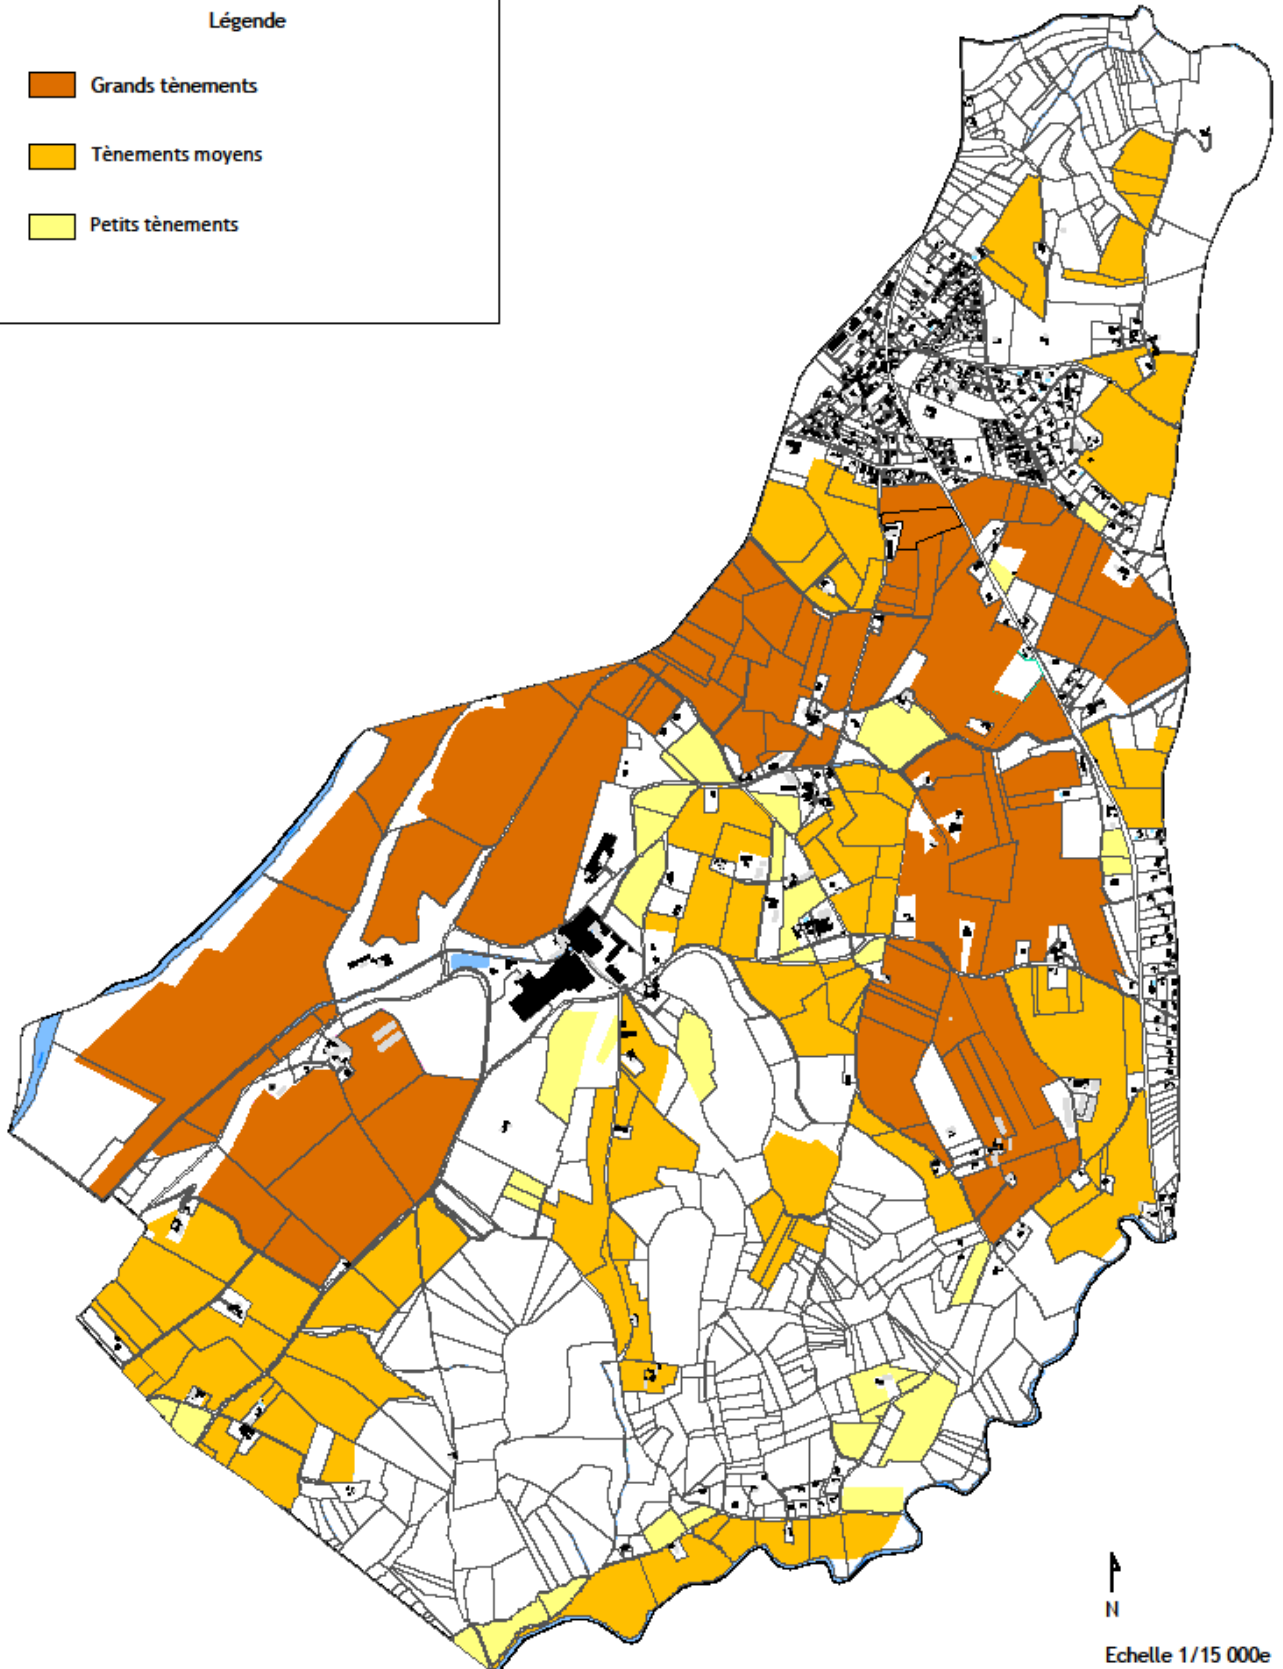 Légende
Grands tènements
Tènements moyens
Petits tènements
N
Echelle 1/15 000e